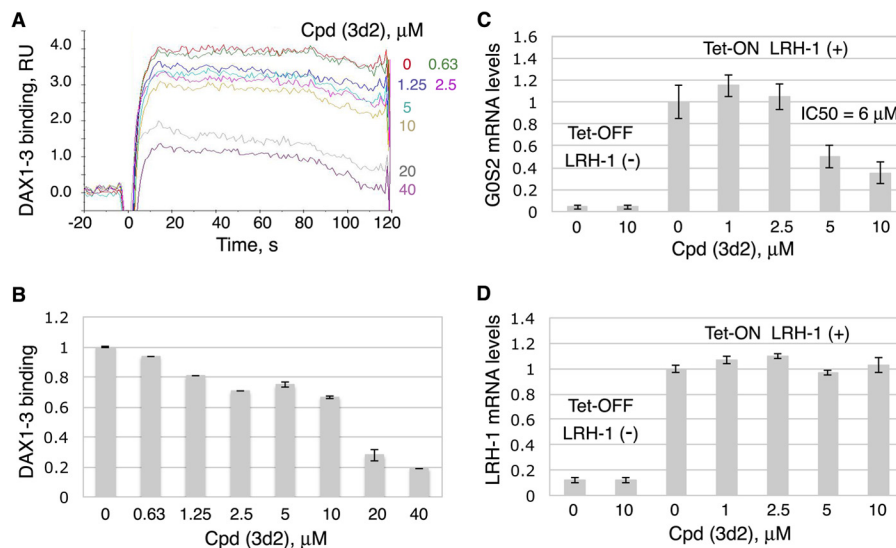 A
Cpd (3d2), μM
DAX1-3 binding, RU
4.0
3.0
2.0
1.0
0.0
0 0.63
1.25 2.5
5
10
20
40
-20 0 20 40 60 80 100 120
Time, s
B
DAX1-3 binding
1.2
1
0.8
0.6
0.4
0.2
0
0 0.63 1.25 2.5 5 10 20 40
Cpd (3d2), μM
C
G0S2 mRNA levels
1.6
1.4
1.2
1
0.8
0.6
0.4
0.2
0
Tet-ON LRH-1 (+)
IC50 = 6 μM
Tet-OFF
LRH-1 (-)
0 10 0 1 2.5 5 10
Cpd (3d2), μM
D
LRH-1 mRNA levels
1.4
1.2
1
0.8
0.6
0.4
0.2
0
Tet-ON LRH-1 (+)
Tet-OFF
LRH-1 (-)
0 10 0 1 2.5 5 10
Cpd (3d2), μM